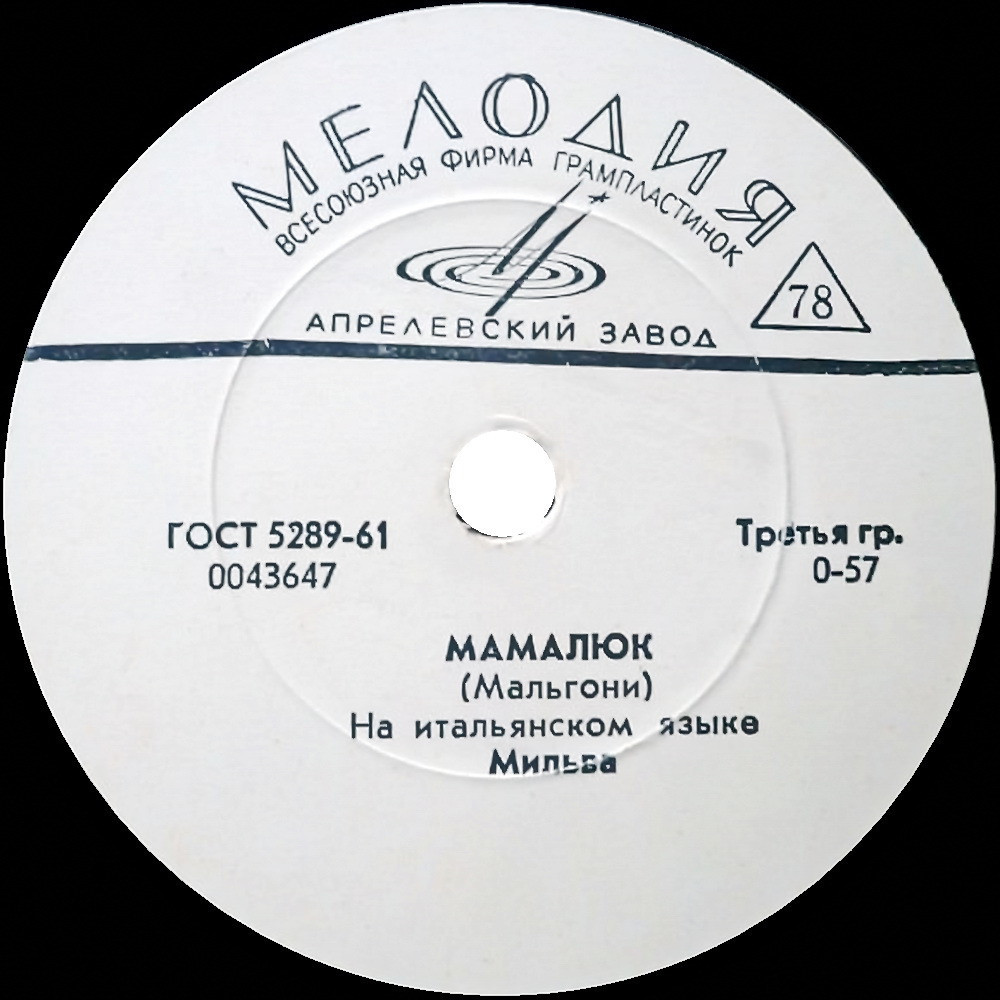 МЕЛОДИЯ
ВСЕСОЮЗНАЯ ФИРМА ГРАМПЛАСТИНОК
78
АПРЕЛЕВСКИЙ ЗАВОД
ГОСТ 5289-61
0043647
Третья гр.
0-57
МАМАЛЮК
(Мальгони)
На итальянском языке
Мильва